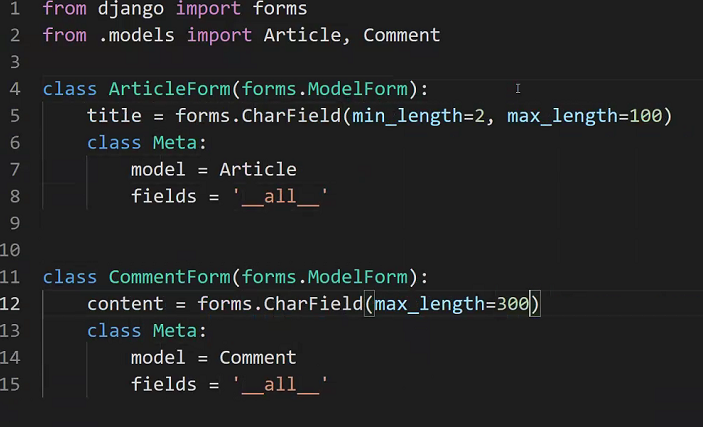 1 from django import forms
2 from .models import Article, Comment
3
4 class ArticleForm(forms.ModelForm):
5     title = forms.CharField(min_length=2, max_length=100)
6     class Meta:
7         model = Article
8         fields = '__all__'
9
10
11 class CommentForm(forms.ModelForm):
12     content = forms.CharField(max_length=300)
13     class Meta:
14         model = Comment
15         fields = '__all__'